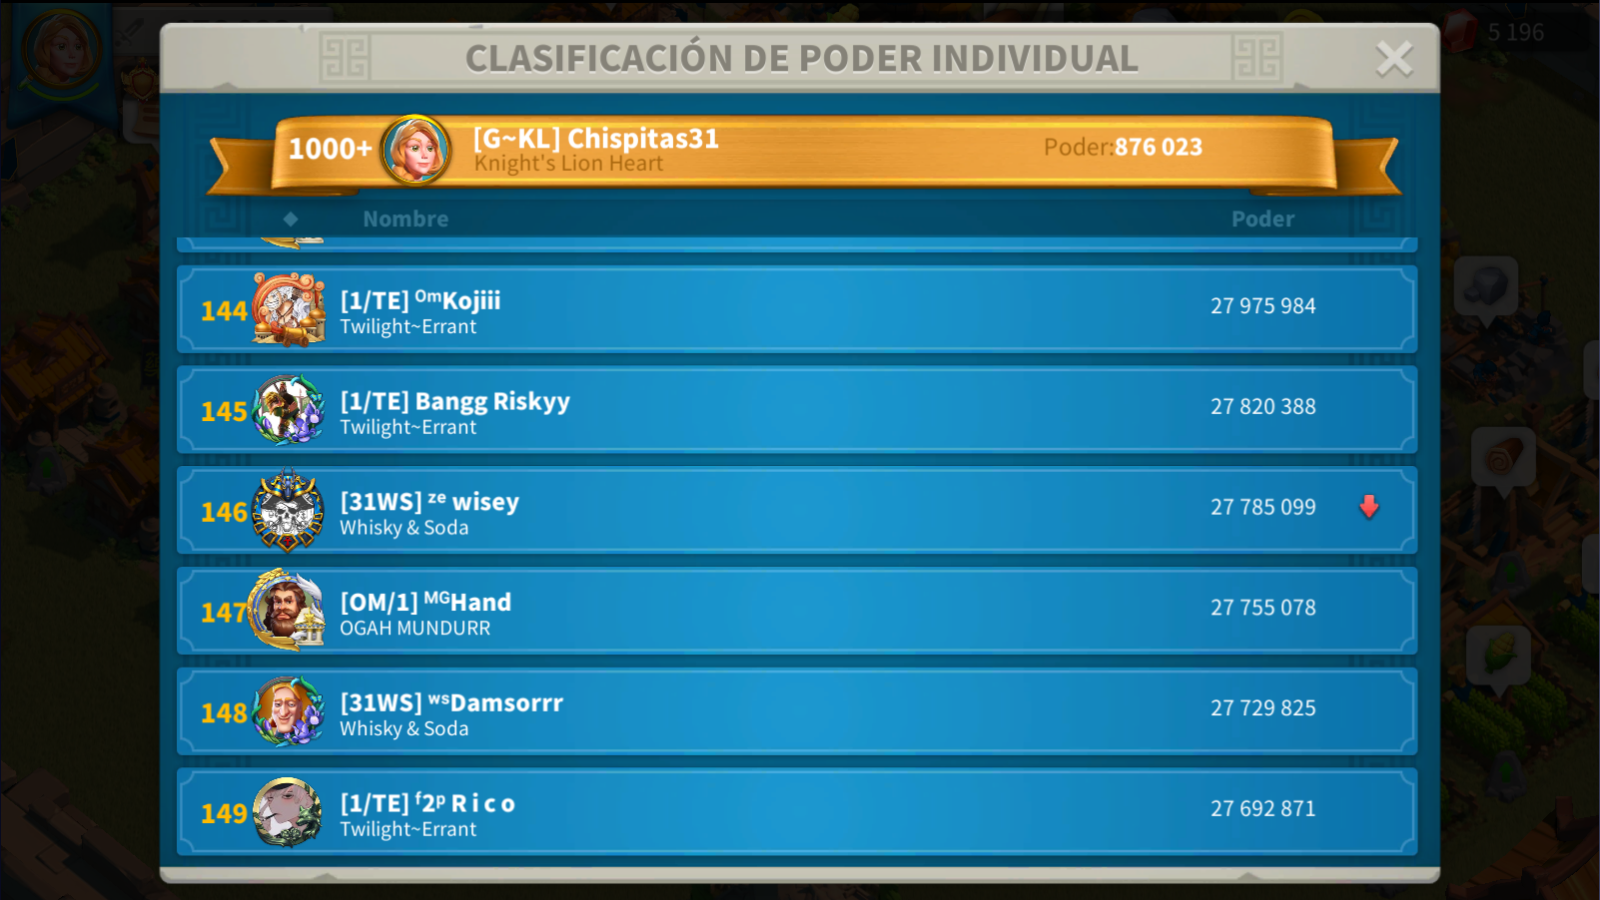 5 196
CLASIFICACIÓN DE PODER INDIVIDUAL
1000+
[G~KL] Chispitas31
Knight's Lion Heart
Poder:876 023
Nombre
Poder
144
[1/TE] ᴼᵐKojiii
Twilight~Errant
27 975 984
145
[1/TE] Bangg Riskyy
Twilight~Errant
27 820 388
146
[31WS] ᶻᵉ wisey
Whisky & Soda
27 785 099
147
[OM/1] ᴹᴳHand
OGAH MUNDURR
27 755 078
148
[31WS] ʷˢDamsorrr
Whisky & Soda
27 729 825
149
[1/TE] ᶠ2ᵖ R i c o
Twilight~Errant
27 692 871